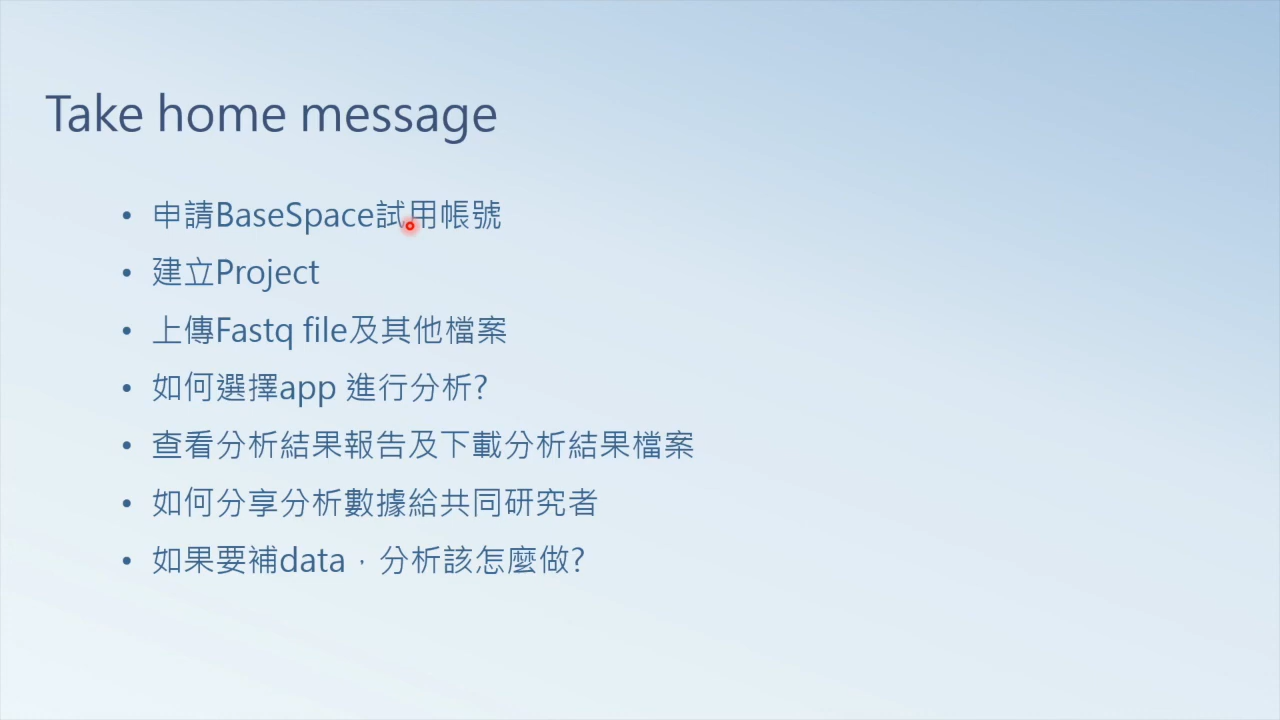 Take home message
• 申請BaseSpace試用帳號
• 建立Project
• 上傳Fastq file及其他檔案
• 如何選擇app 進行分析?
• 查看分析結果報告及下載分析結果檔案
• 如何分享分析數據給共同研究者
• 如果要補data，分析該怎麼做?